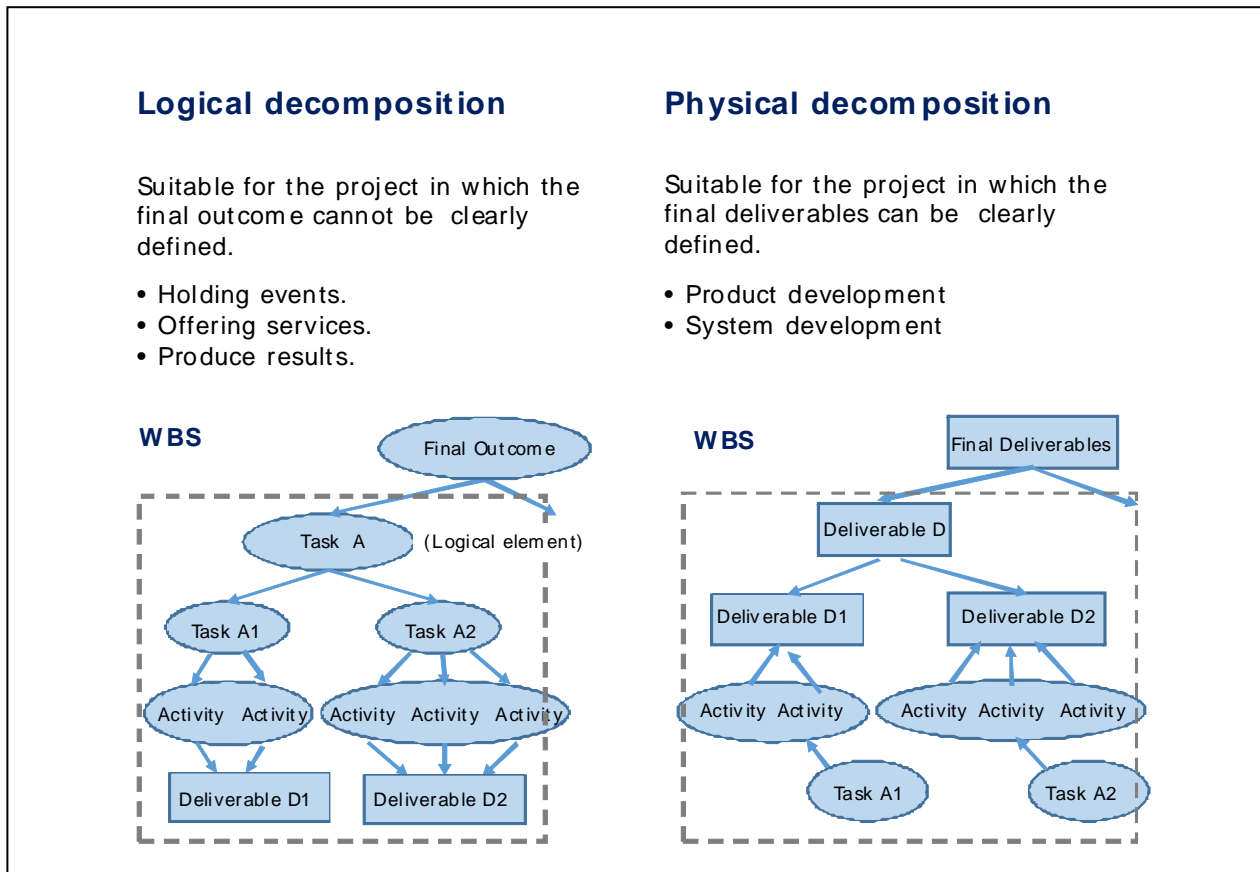 Logical decomposition
Suitable for the project in which the
final outcome cannot be clearly
defined.
• Holding events.
• Offering services.
• Produce results.
WBS
Final Outcome
Task A
(Logical element)
Task A1
Task A2
Activity Activity
Activity Activity Activity
Deliverable D1
Deliverable D2
Physical decomposition
Suitable for the project in which the
final deliverables can be clearly
defined.
• Product development
• System development
WBS
Final Deliverables
Deliverable D
Deliverable D1
Deliverable D2
Activity Activity
Activity Activity Activity
Task A1
Task A2